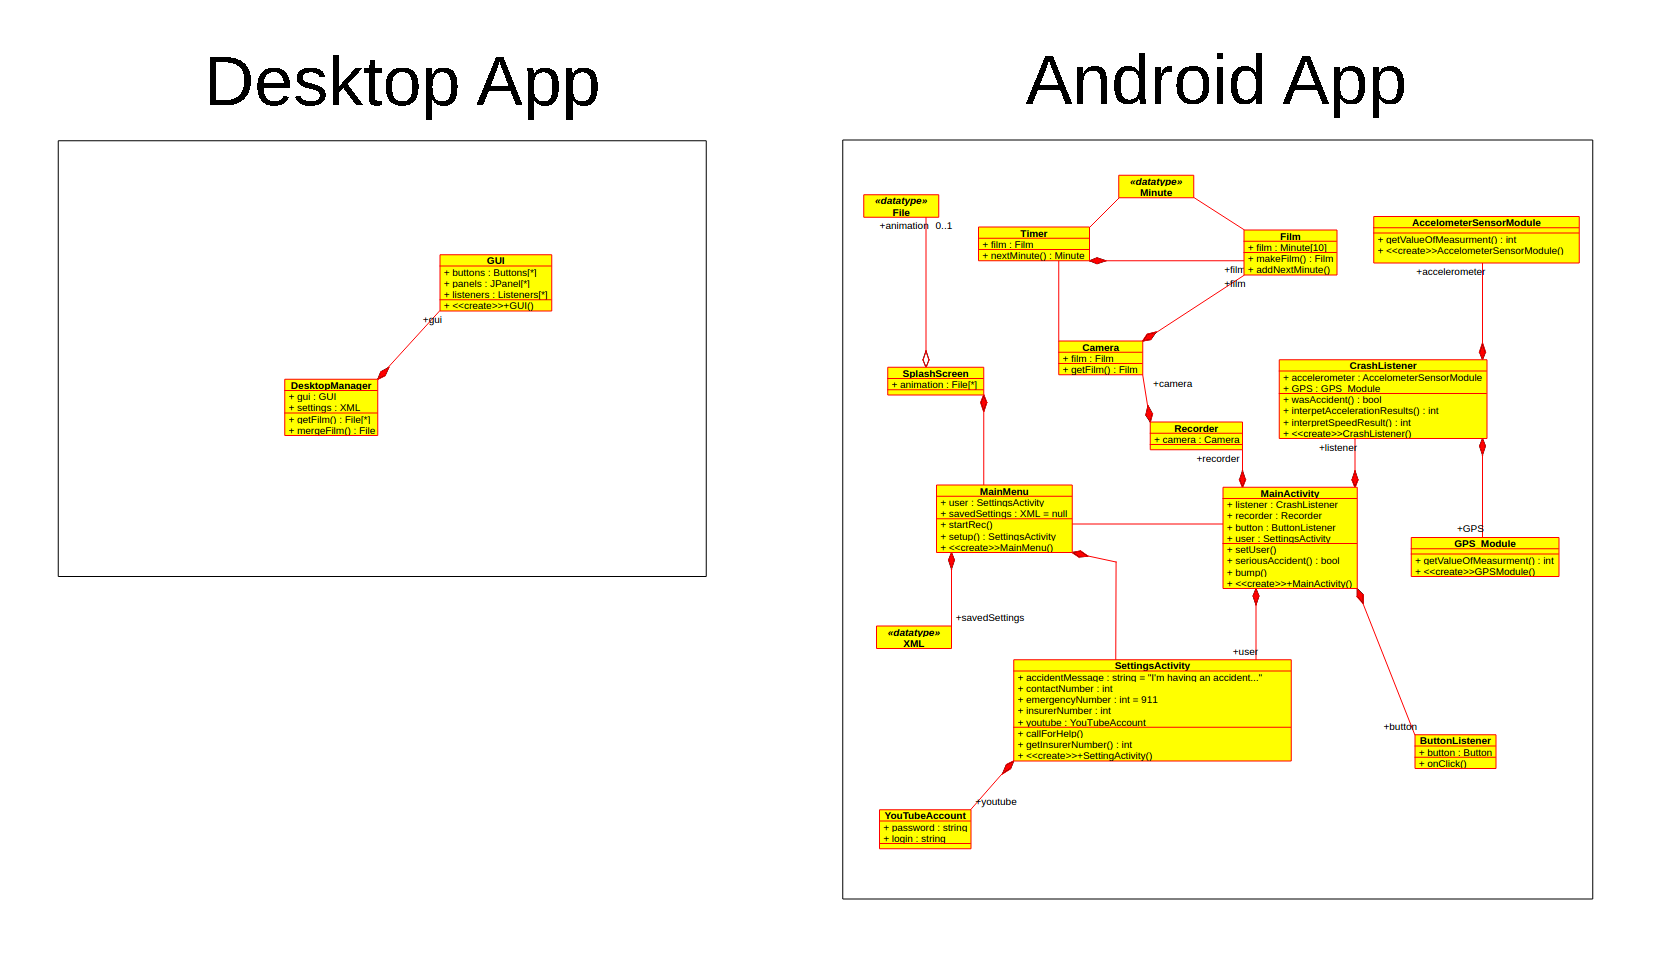 Desktop App
Android App
GUI
+ buttons : Buttons[*]
+ panels : JPanel[*]
+ listeners : Listeners[*]
+ <<create>>+GUI()
+gui
DesktopManager
+ gui : GUI
+ settings : XML
+ getFilm() : File[*]
+ mergeFilm() : File
«datatype»
File
+animation 0..1
«datatype»
Minute
Timer
+ film : Film
+ nextMinute() : Minute
Film
+ film : Minute[10]
+ makeFilm() : Film
+ addNextMinute()
+film
+film
AccelometerSensorModule
+ getValueOfMeasurment() : int
+ <<create>>AccelometerSensorModule()
+accelerometer
Camera
+ film : Film
+ getFilm() : Film
+camera
SplashScreen
+ animation : File[*]
CrashListener
+ accelerometer : AccelometerSensorModule
+ GPS : GPS_Module
+ wasAccident() : bool
+ interpetAccelerationResults() : int
+ interpretSpeedResult() : int
+ <<create>>CrashListener()
+listener
Recorder
+ camera : Camera
+recorder
MainMenu
+ user : SettingsActivity
+ savedSettings : XML = null
+ startRec()
+ setup() : SettingsActivity
+ <<create>>MainMenu()
MainActivity
+ listener : CrashListener
+ recorder : Recorder
+ button : ButtonListener
+ user : SettingsActivity
+ setUser()
+ seriousAccident() : bool
+ bump()
+ <<create>>+MainActivity()
+GPS
GPS_Module
+ getValueOfMeasurment() : int
+ <<create>>GPSModule()
+savedSettings
«datatype»
XML
+user
SettingsActivity
+ accidentMessage : string = "I'm having an accident..."
+ contactNumber : int
+ emergencyNumber : int = 911
+ insurerNumber : int
+ youtube : YouTubeAccount
+ callForHelp()
+ getInsurerNumber() : int
+ <<create>>+SettingActivity()
+button
ButtonListener
+ button : Button
+ onClick()
+youtube
YouTubeAccount
+ password : string
+ login : string